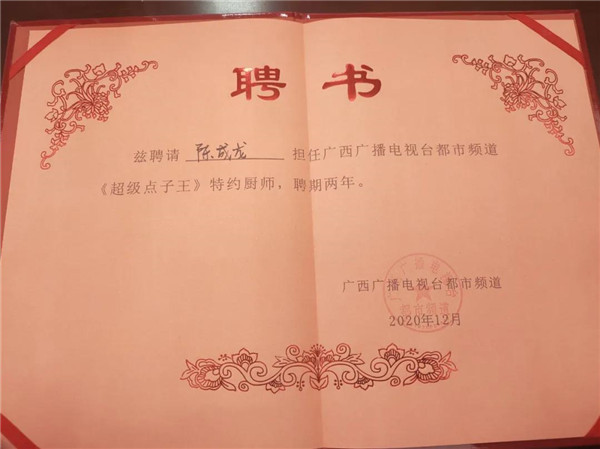 聘书
兹聘请 陈成龙 担任广西广播电视台都市频道
《超级点子王》特约厨师，聘期两年。
广西广播电视台都市频道
2020年12月